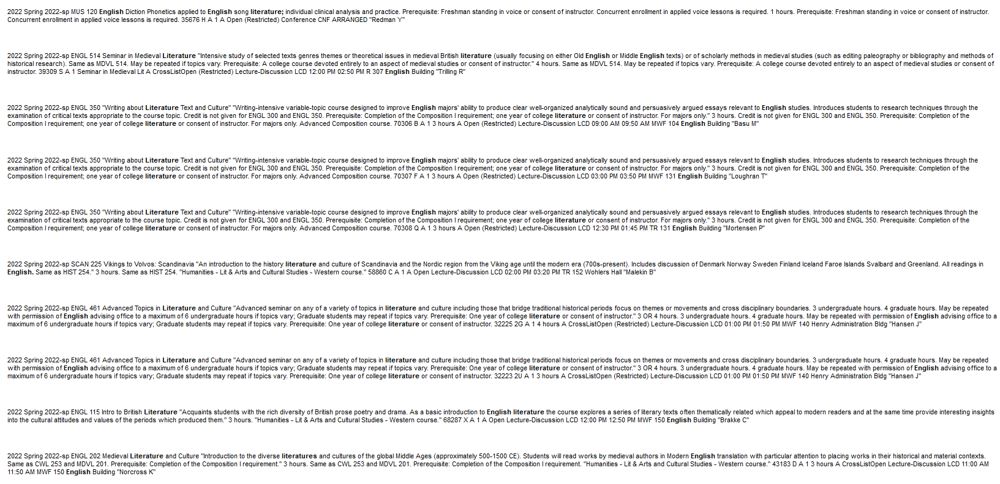 2022 Spring 2022-sp MUS 120 English Diction Phonetics applied to English song literature; individual clinical analysis and practice. Prerequisite: Freshman standing in voice or consent of instructor. Concurrent enrollment in applied voice lessons is required. 1 hours. Prerequisite: Freshman standing in voice or consent of instructor.
Concurrent enrollment in applied voice lessons is required. 35676 H A 1 A Open (Restricted) Conference CNF ARRANGED "Redman Y"
2022 Spring 2022-sp ENGL 514 Seminar in Medieval Literature "Intensive study of selected texts genres themes or theoretical issues in medieval British literature (usually focusing on either Old English or Middle English texts) or of scholarly methods in medieval studies (such as editing paleography or bibliography and methods of
historical research). Same as MDVL 514. May be repeated if topics vary. Prerequisite: A college course devoted entirely to an aspect of medieval studies or consent of instructor." 4 hours. Same as MDVL 514. May be repeated if topics vary. Prerequisite: A college course devoted entirely to an aspect of medieval studies or consent of
instructor. 39309 S A 1 Seminar in Medieval Lit A CrossListOpen (Restricted) Lecture-Discussion LCD 12:00 PM 02:50 PM R 307 English Building "Trilling R"
2022 Spring 2022-sp ENGL 350 "Writing about Literature Text and Culture" "Writing-intensive variable-topic course designed to improve English majors' ability to produce clear well-organized analytically sound and persuasively argued essays relevant to English studies. Introduces students to research techniques through the
examination of critical texts appropriate to the course topic. Credit is not given for ENGL 300 and ENGL 350. Prerequisite: Completion of the Composition I requirement; one year of college literature or consent of instructor. For majors only." 3 hours. Credit is not given for ENGL 300 and ENGL 350. Prerequisite: Completion of the
Composition I requirement; one year of college literature or consent of instructor. For majors only. Advanced Composition course. 70306 B A 1 3 hours A Open (Restricted) Lecture-Discussion LCD 09:00 AM 09:50 AM MWF 104 English Building "Basu M"
2022 Spring 2022-sp ENGL 350 "Writing about Literature Text and Culture" "Writing-intensive variable-topic course designed to improve English majors' ability to produce clear well-organized analytically sound and persuasively argued essays relevant to English studies. Introduces students to research techniques through the
examination of critical texts appropriate to the course topic. Credit is not given for ENGL 300 and ENGL 350. Prerequisite: Completion of the Composition I requirement; one year of college literature or consent of instructor. For majors only." 3 hours. Credit is not given for ENGL 300 and ENGL 350. Prerequisite: Completion of the
Composition I requirement; one year of college literature or consent of instructor. For majors only. Advanced Composition course. 70307 F A 1 3 hours A Open (Restricted) Lecture-Discussion LCD 03:00 PM 03:50 PM MWF 131 English Building "Loughran T"
2022 Spring 2022-sp ENGL 350 "Writing about Literature Text and Culture" "Writing-intensive variable-topic course designed to improve English majors' ability to produce clear well-organized analytically sound and persuasively argued essays relevant to English studies. Introduces students to research techniques through the
examination of critical texts appropriate to the course topic. Credit is not given for ENGL 300 and ENGL 350. Prerequisite: Completion of the Composition I requirement; one year of college literature or consent of instructor. For majors only." 3 hours. Credit is not given for ENGL 300 and ENGL 350. Prerequisite: Completion of the
Composition I requirement; one year of college literature or consent of instructor. For majors only. Advanced Composition course. 70308 Q A 1 3 hours A Open (Restricted) Lecture-Discussion LCD 12:30 PM 01:45 PM TR 131 English Building "Mortensen P"
2022 Spring 2022-sp SCAN 225 Vikings to Volvos: Scandinavia "An introduction to the history literature and culture of Scandinavia and the Nordic region from the Viking age until the modern era (700s-present). Includes discussion of Denmark Norway Sweden Finland Iceland Faroe Islands Svalbard and Greenland. All readings in
English. Same as HIST 254." 3 hours. Same as HIST 254. "Humanities - Lit & Arts and Cultural Studies - Western course." 58860 C A 1 A Open Lecture-Discussion LCD 02:00 PM 03:20 PM TR 152 Wohlers Hall "Malekin B"
2022 Spring 2022-sp ENGL 461 Advanced Topics in Literature and Culture "Advanced seminar on any of a variety of topics in literature and culture including those that bridge traditional historical periods focus on themes or movements and cross disciplinary boundaries. 3 undergraduate hours. 4 graduate hours. May be repeated
with permission of English advising office to a maximum of 6 undergraduate hours if topics vary; Graduate students may repeat if topics vary. Prerequisite: One year of college literature or consent of instructor." 3 OR 4 hours. 3 undergraduate hours. 4 graduate hours. May be repeated with permission of English advising office to a
maximum of 6 undergraduate hours if topics vary; Graduate students may repeat if topics vary. Prerequisite: One year of college literature or consent of instructor. 32225 2G A 1 4 hours A CrossListOpen (Restricted) Lecture-Discussion LCD 01:00 PM 01:50 PM MWF 140 Henry Administration Bldg "Hansen J"
2022 Spring 2022-sp ENGL 461 Advanced Topics in Literature and Culture "Advanced seminar on any of a variety of topics in literature and culture including those that bridge traditional historical periods focus on themes or movements and cross disciplinary boundaries. 3 undergraduate hours. 4 graduate hours. May be repeated
with permission of English advising office to a maximum of 6 undergraduate hours if topics vary; Graduate students may repeat if topics vary. Prerequisite: One year of college literature or consent of instructor." 3 OR 4 hours. 3 undergraduate hours. 4 graduate hours. May be repeated with permission of English advising office to a
maximum of 6 undergraduate hours if topics vary; Graduate students may repeat if topics vary. Prerequisite: One year of college literature or consent of instructor. 32223 2U A 1 3 hours A CrossListOpen (Restricted) Lecture-Discussion LCD 01:00 PM 01:50 PM MWF 140 Henry Administration Bldg "Hansen J"
2022 Spring 2022-sp ENGL 115 Intro to British Literature "Acquaints students with the rich diversity of British prose poetry and drama. As a basic introduction to English literature the course explores a series of literary texts often thematically related which appeal to modern readers and at the same time provide interesting insights
into the cultural attitudes and values of the periods which produced them." 3 hours. "Humanities - Lit & Arts and Cultural Studies - Western course." 68287 X A 1 A Open Lecture-Discussion LCD 12:00 PM 12:50 PM MWF 150 English Building "Brakke C"
2022 Spring 2022-sp ENGL 202 Medieval Literature and Culture "Introduction to the diverse literatures and cultures of the global Middle Ages (approximately 500-1500 CE). Students will read works by medieval authors in Modern English translation with particular attention to placing works in their historical and material contexts.
Same as CWL 253 and MDVL 201. Prerequisite: Completion of the Composition I requirement." 3 hours. Same as CWL 253 and MDVL 201. Prerequisite: Completion of the Composition I requirement. "Humanities - Lit & Arts and Cultural Studies - Western course." 43183 D A 1 3 hours A CrossListOpen Lecture-Discussion LCD 11:00 AM
11:50 AM MWF 150 English Building "Norcross K"